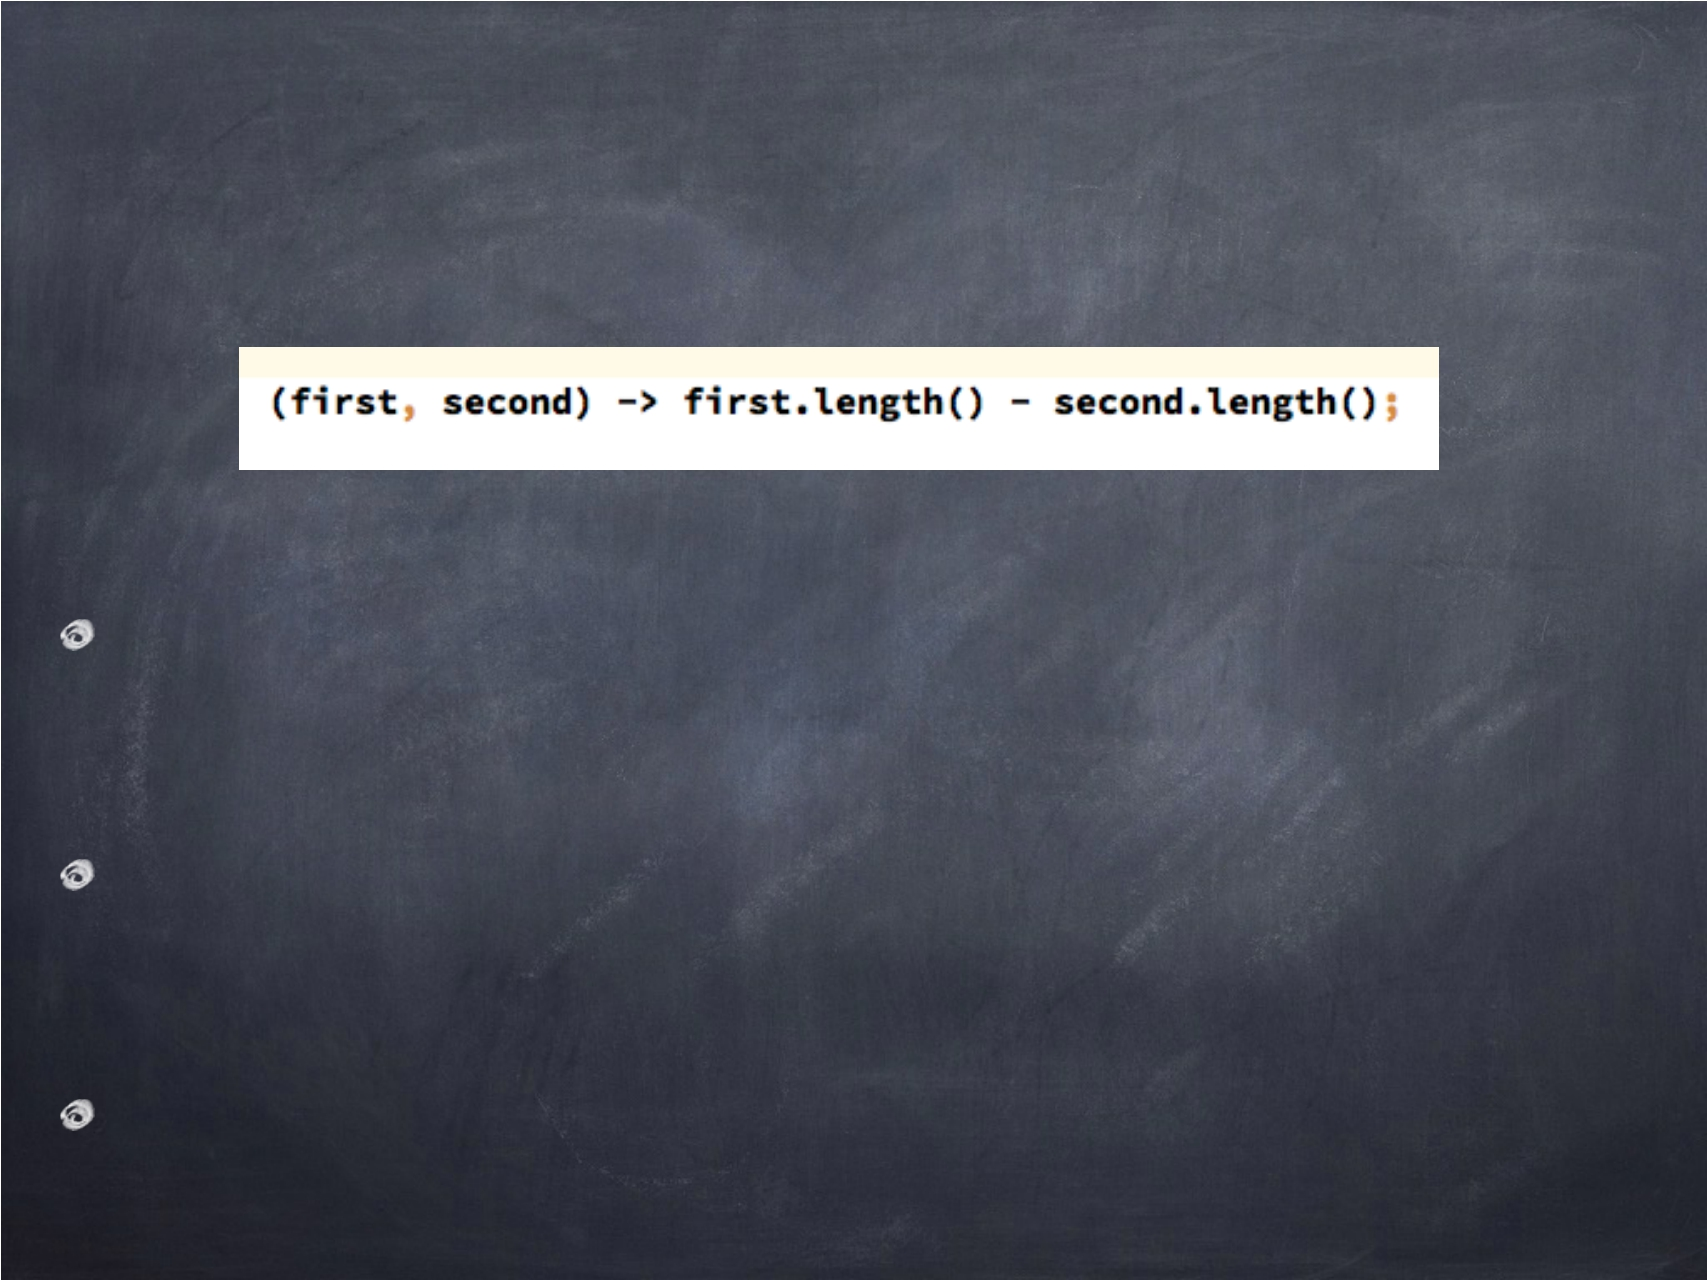 (first, second) -> first.length() - second.length();